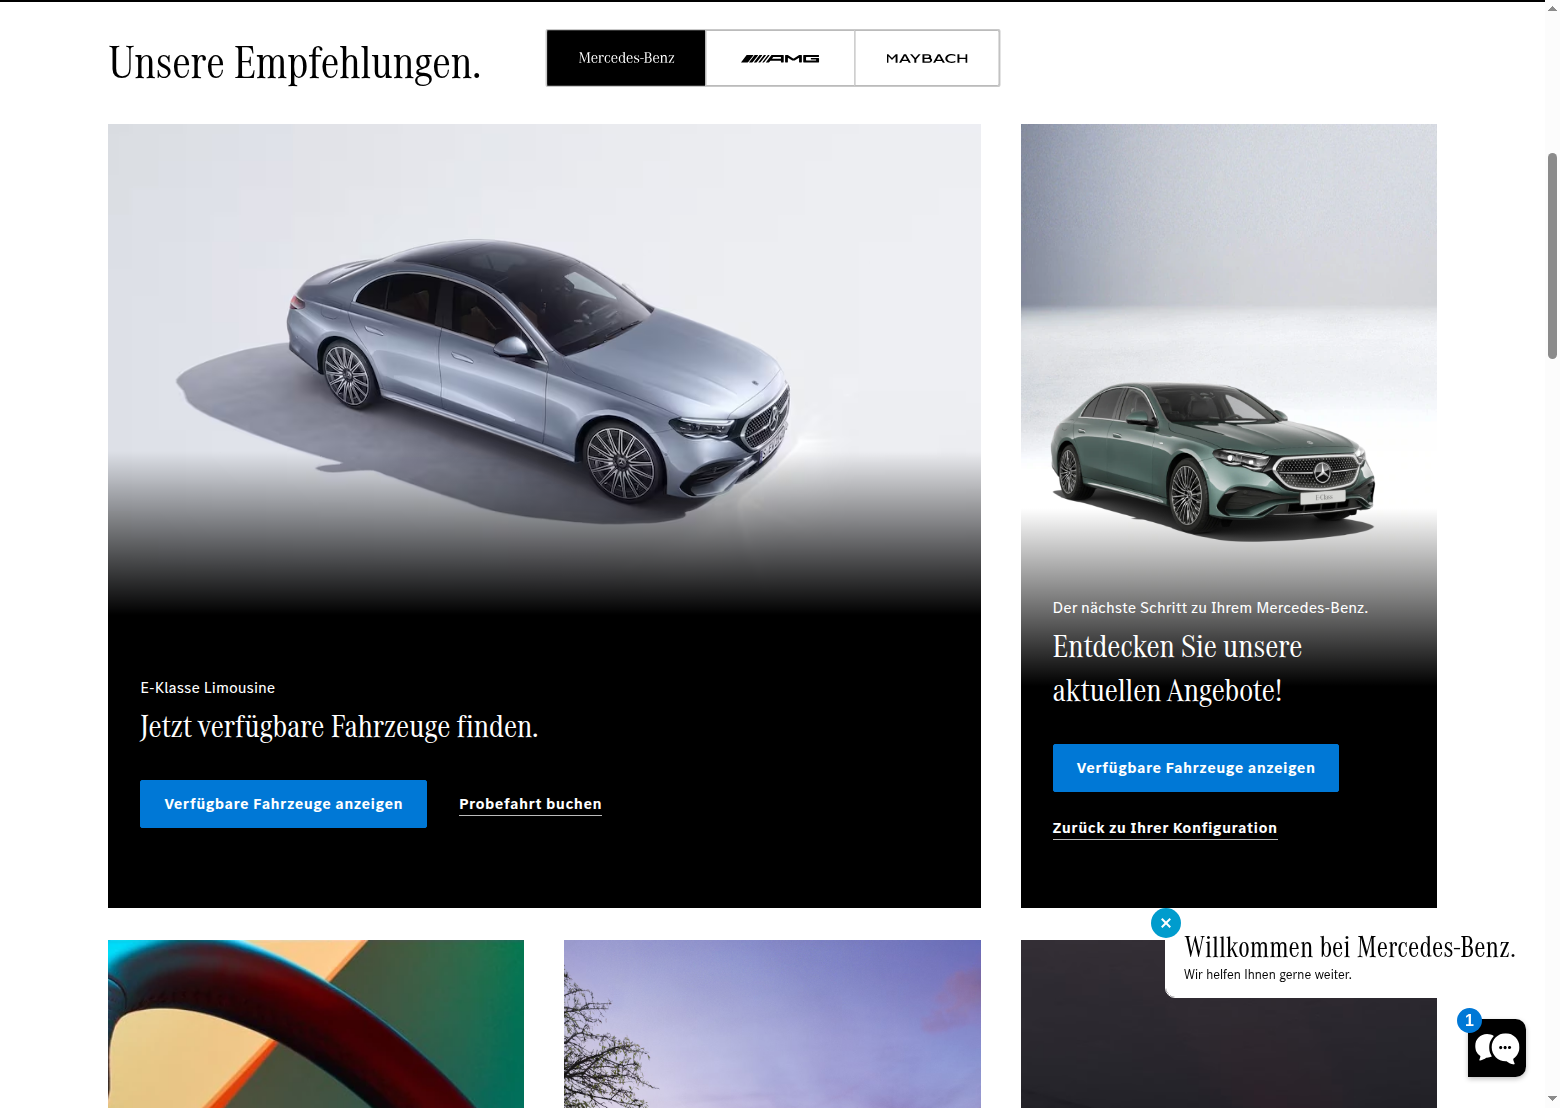 Unsere Empfehlungen.
Mercedes-Benz
AMG
MAYBACH
E-Klasse Limousine
Jetzt verfügbare Fahrzeuge finden.
Verfügbare Fahrzeuge anzeigen
Probefahrt buchen
E-Class
Der nächste Schritt zu Ihrem Mercedes-Benz.
Entdecken Sie unsere
aktuellen Angebote!
Verfügbare Fahrzeuge anzeigen
Zurück zu Ihrer Konfiguration
Willkommen bei Mercedes-Benz.
Wir helfen Ihnen gerne weiter.
1